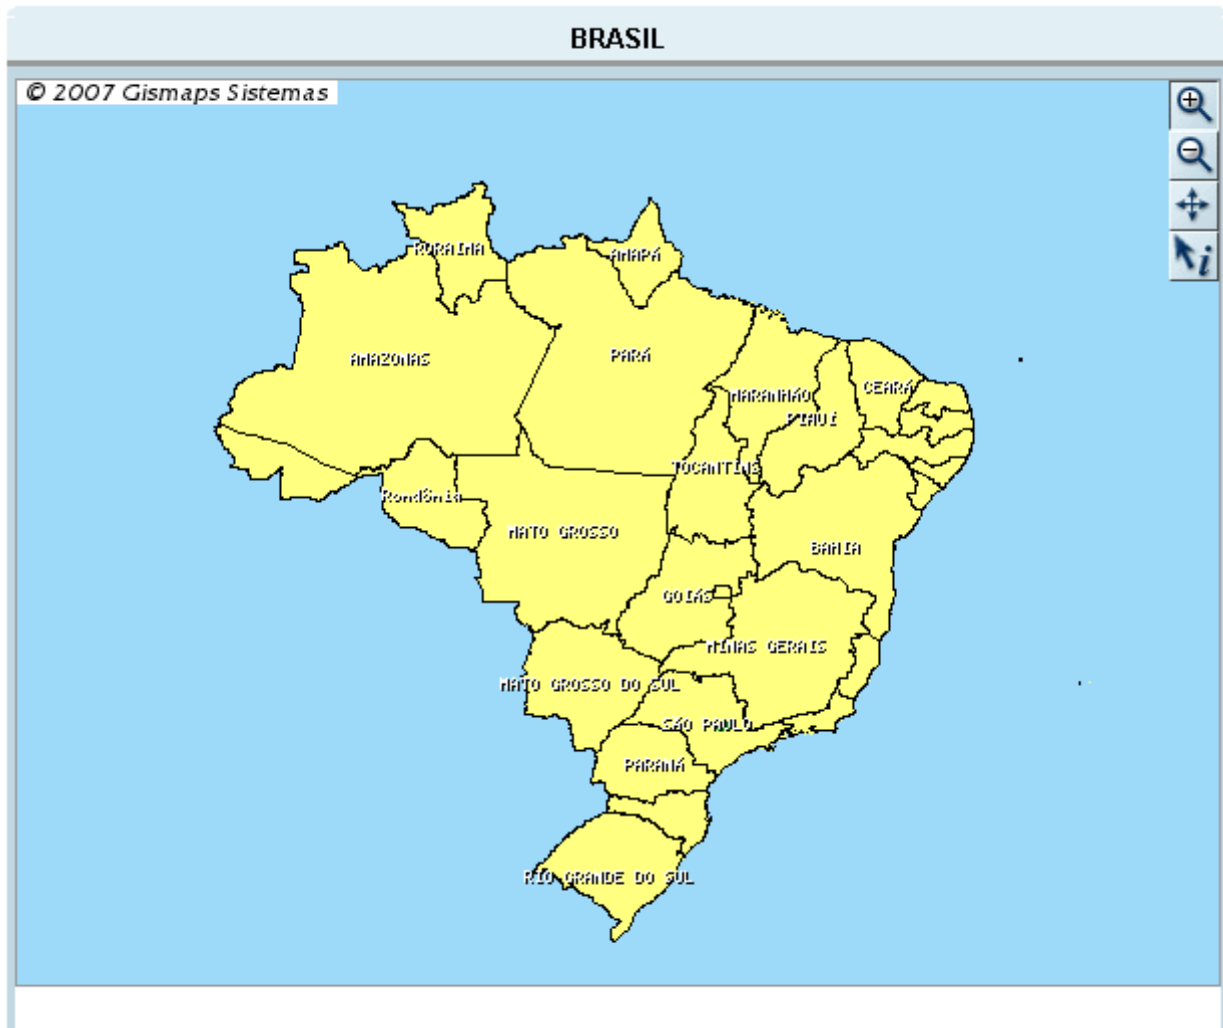 BRASIL
© 2007 Gismaps Sistemas
RORAIMA
AMAPÁ
AMAZONAS
PARÁ
MARANHÃO
CEARÁ
PIAUÍ
TOCANTINS
Rondônia
MATO GROSSO
BAHIA
GOIÁS
MINAS GERAIS
MATO GROSSO DO SUL
SÃO PAULO
PARANÁ
RIO GRANDE DO SUL
i